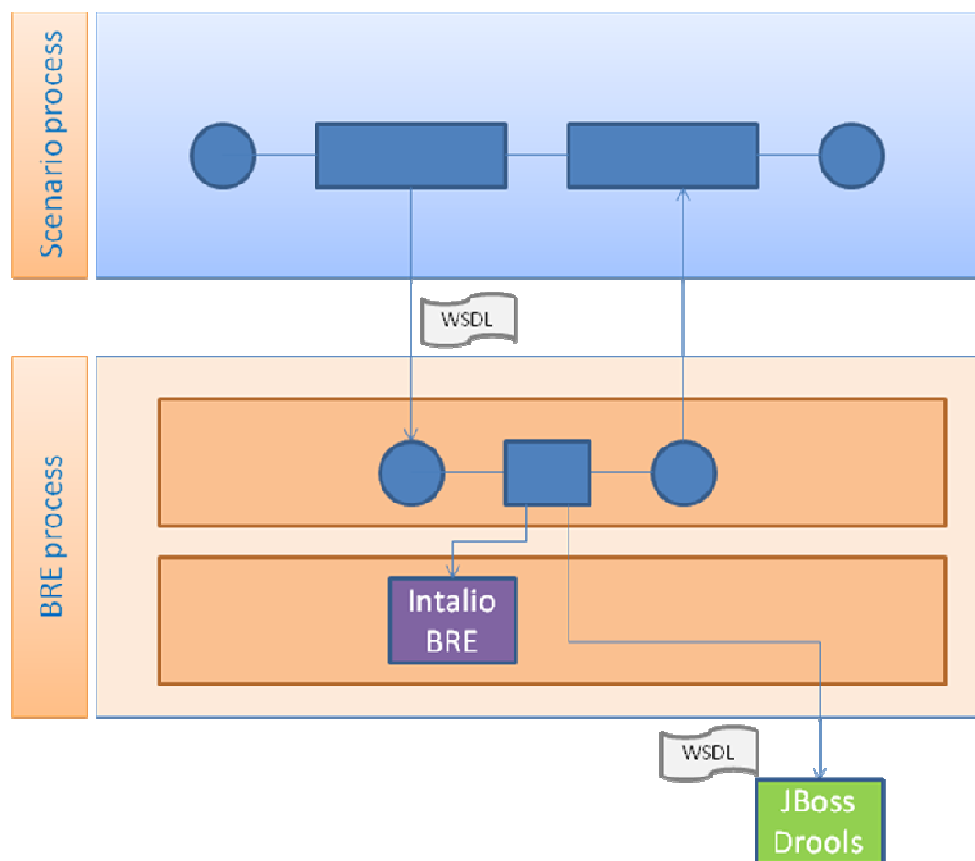 Scenario process
WSDL
BRE process
Intalio
BRE
WSDL
JBoss
Drools